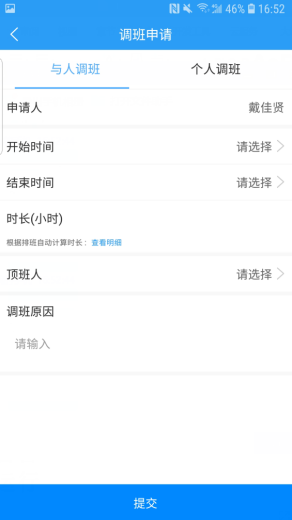 46% 16:52
调班申请
与人调班 个人调班
申请人 戴佳贤
开始时间 请选择
结束时间 请选择
时长(小时)
根据排班自动计算时长： 查看明细
顶班人 请选择
调班原因
请输入
提交